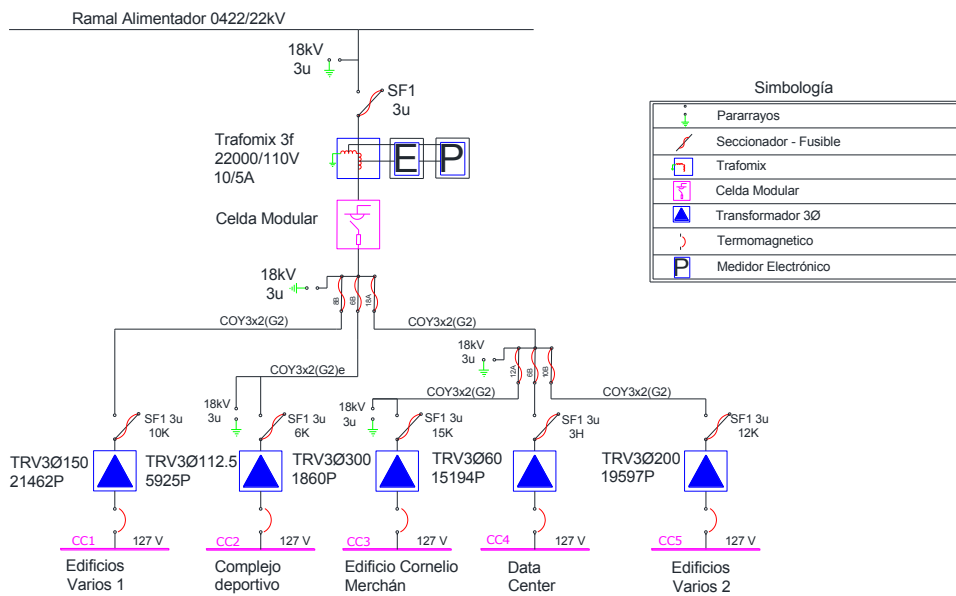 Ramal Alimentador 0422/22kV
18kV
3u
SF1
3u
Trafomix 3f
22000/110V
10/5A
E
P
Celda Modular
18kV
3u
8B
6B
18A
COY3x2(G2)
COY3x2(G2)
COY3x2(G2)e
18kV
3u
12A
6B
10B
COY3x2(G2)
COY3x2(G2)
18kV
3u
18kV
3u
SF1 3u
10K
SF1 3u
6K
SF1 3u
15K
3H
SF1 3u
12K
TRV3Ø150
21462P
TRV3Ø112.5
5925P
TRV3Ø300
1860P
TRV3Ø60
15194P
TRV3Ø200
19597P
CC1
127 V
CC2
127 V
CC3
127 V
CC4
127 V
CC5
127 V
Edificios
Varios 1
Complejo
deportivo
Edificio Cornelio
Merchán
Data
Center
Edificios
Varios 2
Simbología
Pararrayos
Seccionador - Fusible
Trafomix
Celda Modular
Transformador 3Ø
Termomagnetico
P
Medidor Electrónico